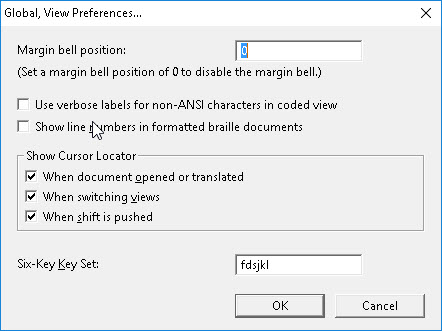 Global, View Preferences...
Margin bell position: 0
(Set a margin bell position of 0 to disable the margin bell.)
Use verbose labels for non-ANSI characters in coded view
Show line numbers in formatted braille documents
Show Cursor Locator
When document opened or translated
When switching views
When shift is pushed
Six-Key Key Set: fdsjkl
OK Cancel